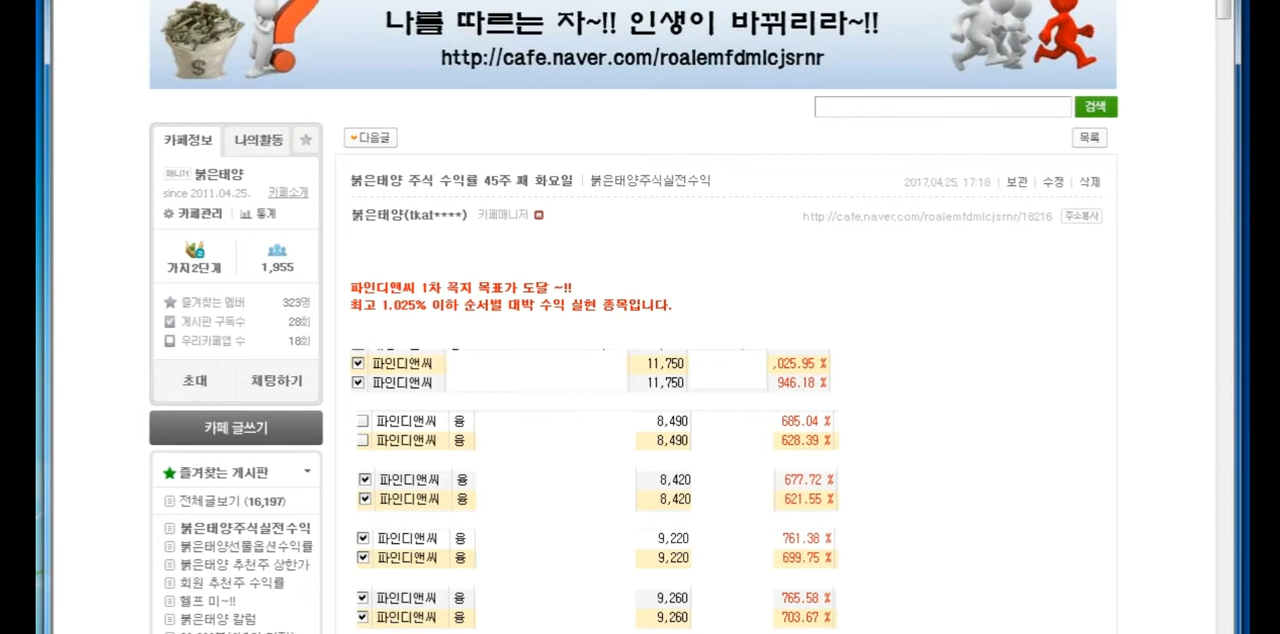 나를 따르는 자~!! 인생이 바뀌리라~!!
http://cafe.naver.com/roalemfdmlcjsrnr
검색
카페정보 나의활동
다음글
목록
매니저 붉은태양
since 2011.04.25. 카페소개
카페관리 통계
가지2단계 1,955
즐겨찾는 멤버 323명
게시판 구독수 28회
우리카페앱 수 18회
초대 채팅하기
카페 글쓰기
즐겨찾는 게시판
전체글보기 (16,197)
붉은태양주식실전수익
붉은태양선물옵션수익률
붉은태양 추천주 상한가
회원 추천주 수익률
헬프 미~!!
붉은태양 칼럼
붉은태양 주식 수익률 45주 째 화요일 | 붉은태양주식실전수익 2017.04.25. 17:18 | 보관 | 수정 | 삭제
붉은태양(tkat****) 카페매니저 http://cafe.naver.com/roalemfdmlcjsrnr/18216 주소복사
파인디앤씨 1차 꼭지 목표가 도달 ~!!
최고 1.025% 이하 순서별 대박 수익 실현 종목입니다.
파인디앤씨 11,750 ,025.95 %
파인디앤씨 11,750 946.18 %
파인디앤씨 융 8,490 685.04 %
파인디앤씨 융 8,490 628.39 %
파인디앤씨 융 8,420 677.72 %
파인디앤씨 융 8,420 621.55 %
파인디앤씨 융 9,220 761.38 %
파인디앤씨 융 9,220 699.75 %
파인디앤씨 융 9,260 765.58 %
파인디앤씨 융 9,260 703.67 %